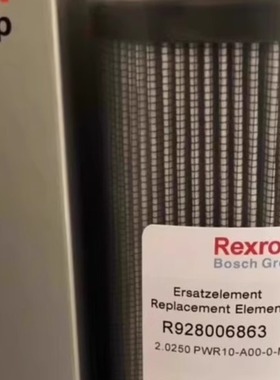 p
Rexro
Bosch Gr
Ersatzelement
Replacement Elemen
R928006863
2.0250 PWR10-A00-0-